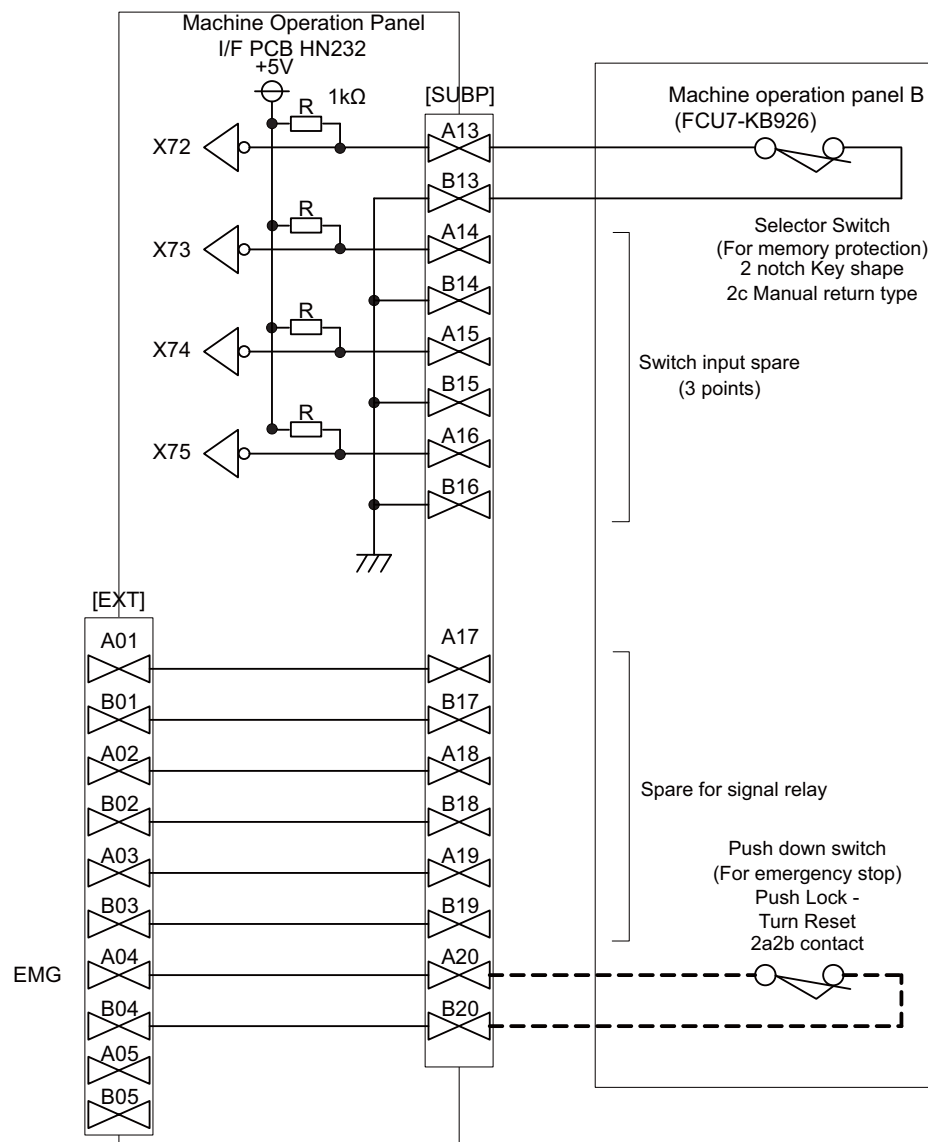 Machine Operation Panel
I/F PCB HN232
+5V
R
1kΩ
[SUBP]
Machine operation panel B
(FCU7-KB926)
X72
A13
B13
R
X73
A14
Selector Switch
(For memory protection)
2 notch Key shape
2c Manual return type
B14
R
X74
A15
Switch input spare
(3 points)
B15
R
X75
A16
B16
[EXT]
A01
A17
B01
B17
A02
A18
Spare for signal relay
B02
B18
A03
A19
Push down switch
(For emergency stop)
Push Lock -
Turn Reset
2a2b contact
B03
B19
EMG
A04
A20
B04
B20
A05
B05